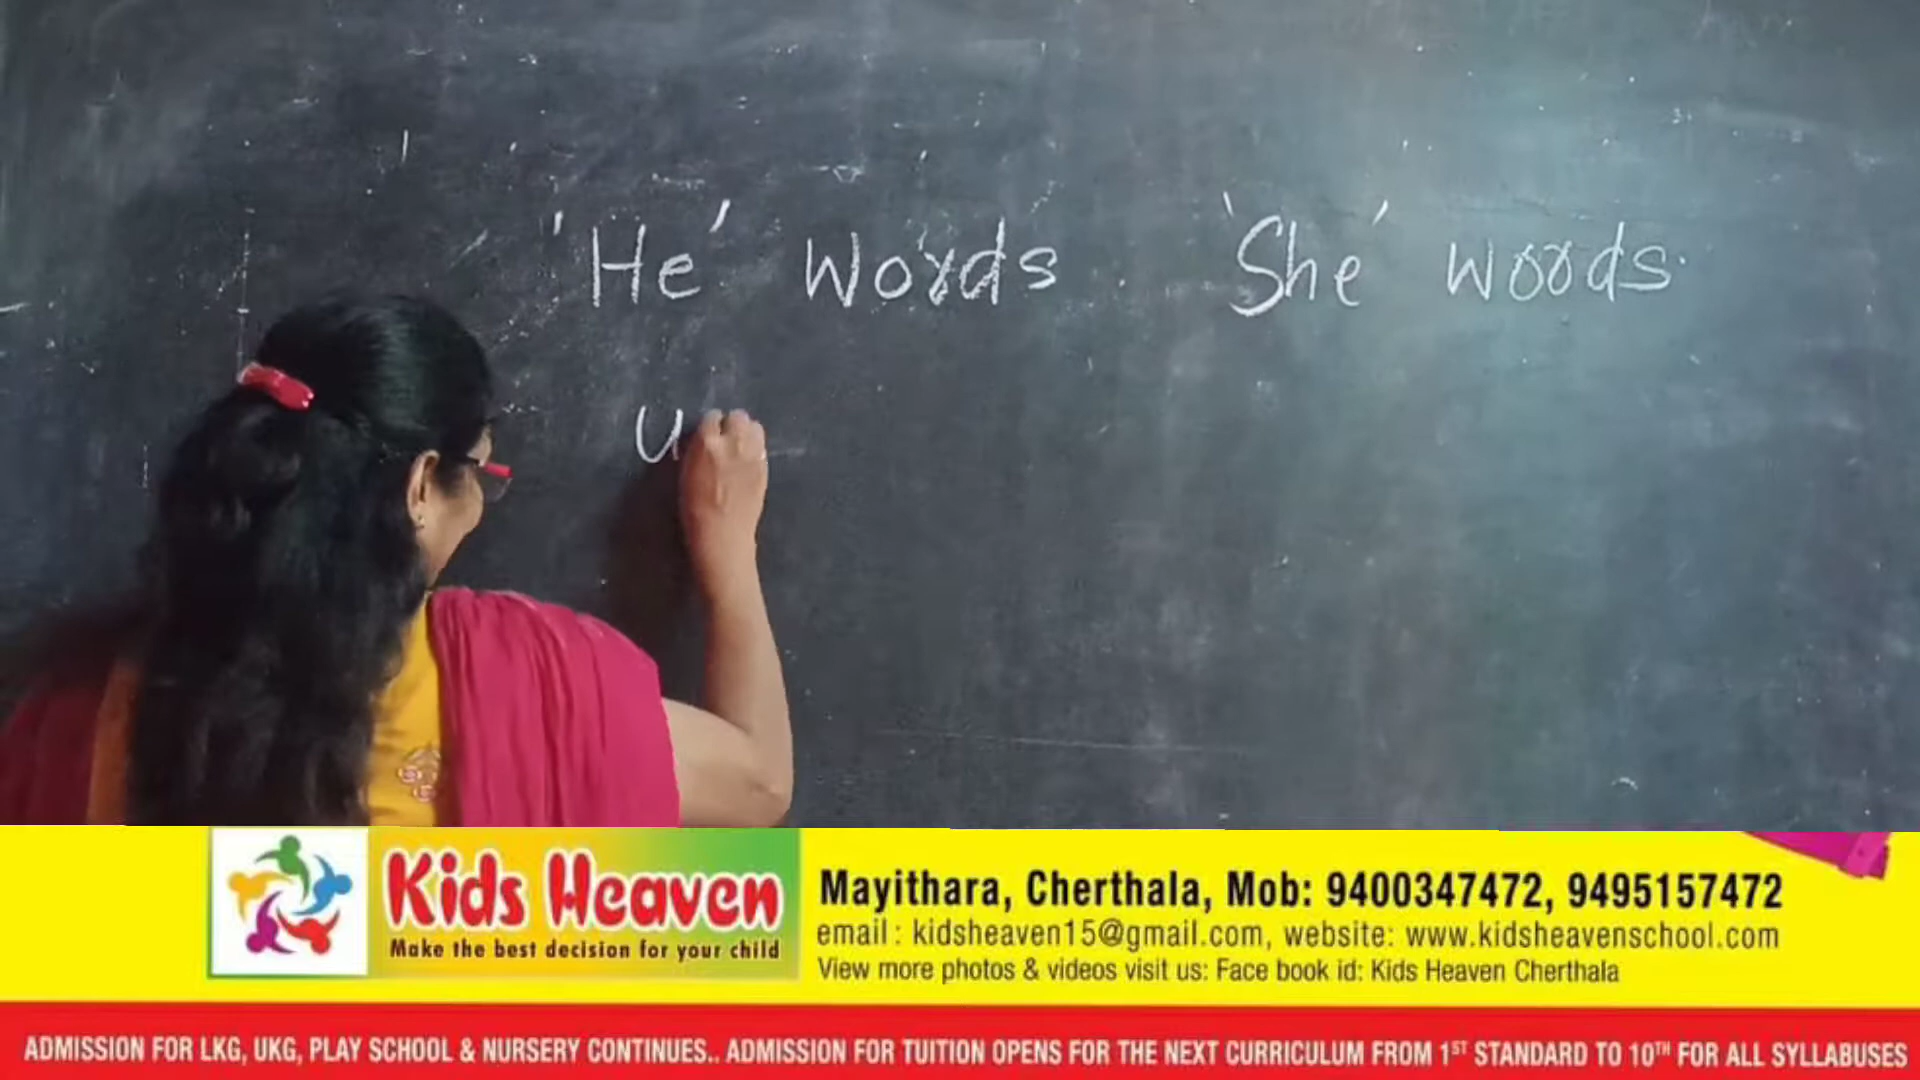 'He' words 'She' words.
u
Kids Heaven
Make the best decision for your child
Mayithara, Cherthala, Mob: 9400347472, 9495157472
email : kidsheaven15@gmail.com, website: www.kidsheavenschool.com
View more photos & videos visit us: Face book id: Kids Heaven Cherthala
ADMISSION FOR LKG, UKG, PLAY SCHOOL & NURSERY CONTINUES.. ADMISSION FOR TUITION OPENS FOR THE NEXT CURRICULUM FROM 1ST STANDARD TO 10TH FOR ALL SYLLABUSES